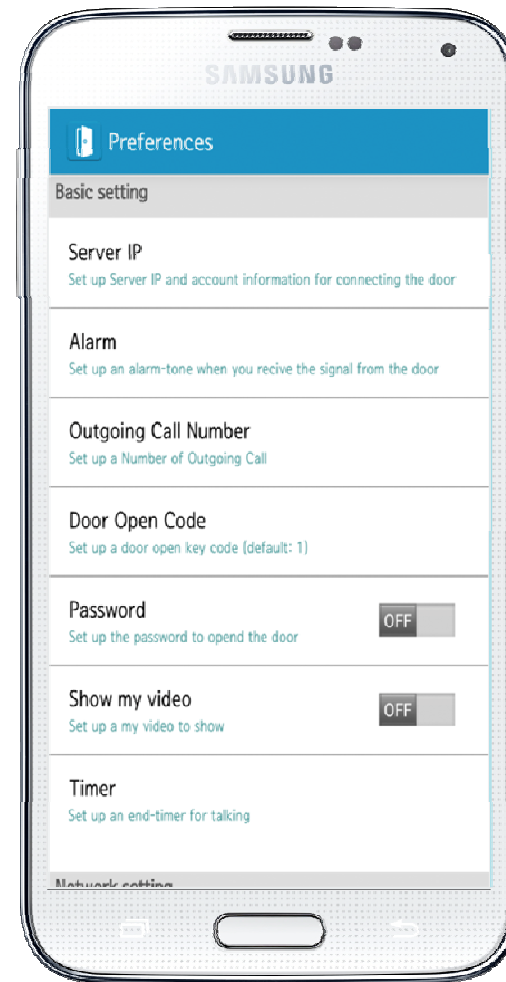 SAMSUNG
Preferences
Basic setting
Server IP
Set up Server IP and account information for connecting the door
Alarm
Set up an alarm-tone when you recive the signal from the door
Outgoing Call Number
Set up a Number of Outgoing Call
Door Open Code
Set up a door open key code (default: 1)
Password
OFF
Set up the password to opend the door
Show my video
OFF
Set up a my video to show
Timer
Set up an end-timer for talking
Network setting